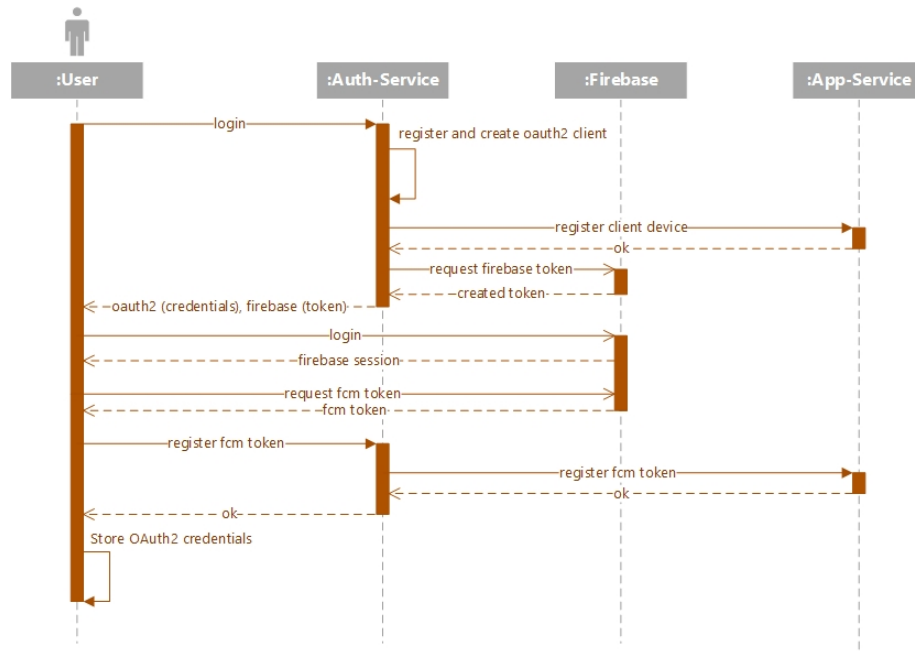 :User
:Auth-Service
:Firebase
:App-Service
login
register and create oauth2 client
register client device
ok
request firebase token
created token
oauth2 (credentials), firebase (token)
login
firebase session
request fcm token
fcm token
register fcm token
register fcm token
ok
ok
Store OAuth2 credentials